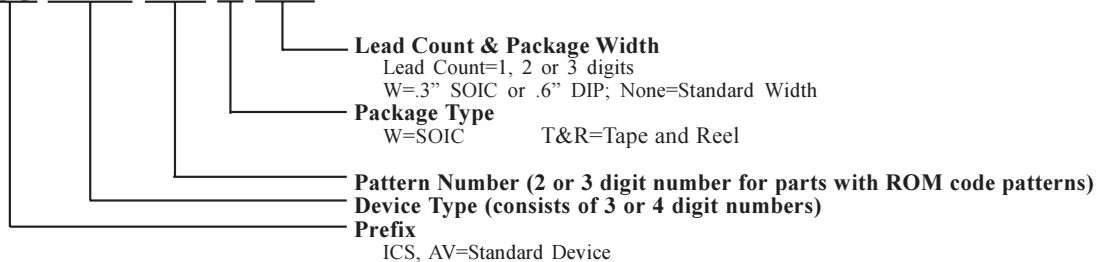 Lead Count & Package Width
Lead Count=1, 2 or 3 digits
W=.3” SOIC or .6” DIP; None=Standard Width
Package Type
W=SOIC T&R=Tape and Reel
Pattern Number (2 or 3 digit number for parts with ROM code patterns)
Device Type (consists of 3 or 4 digit numbers)
Prefix
ICS, AV=Standard Device